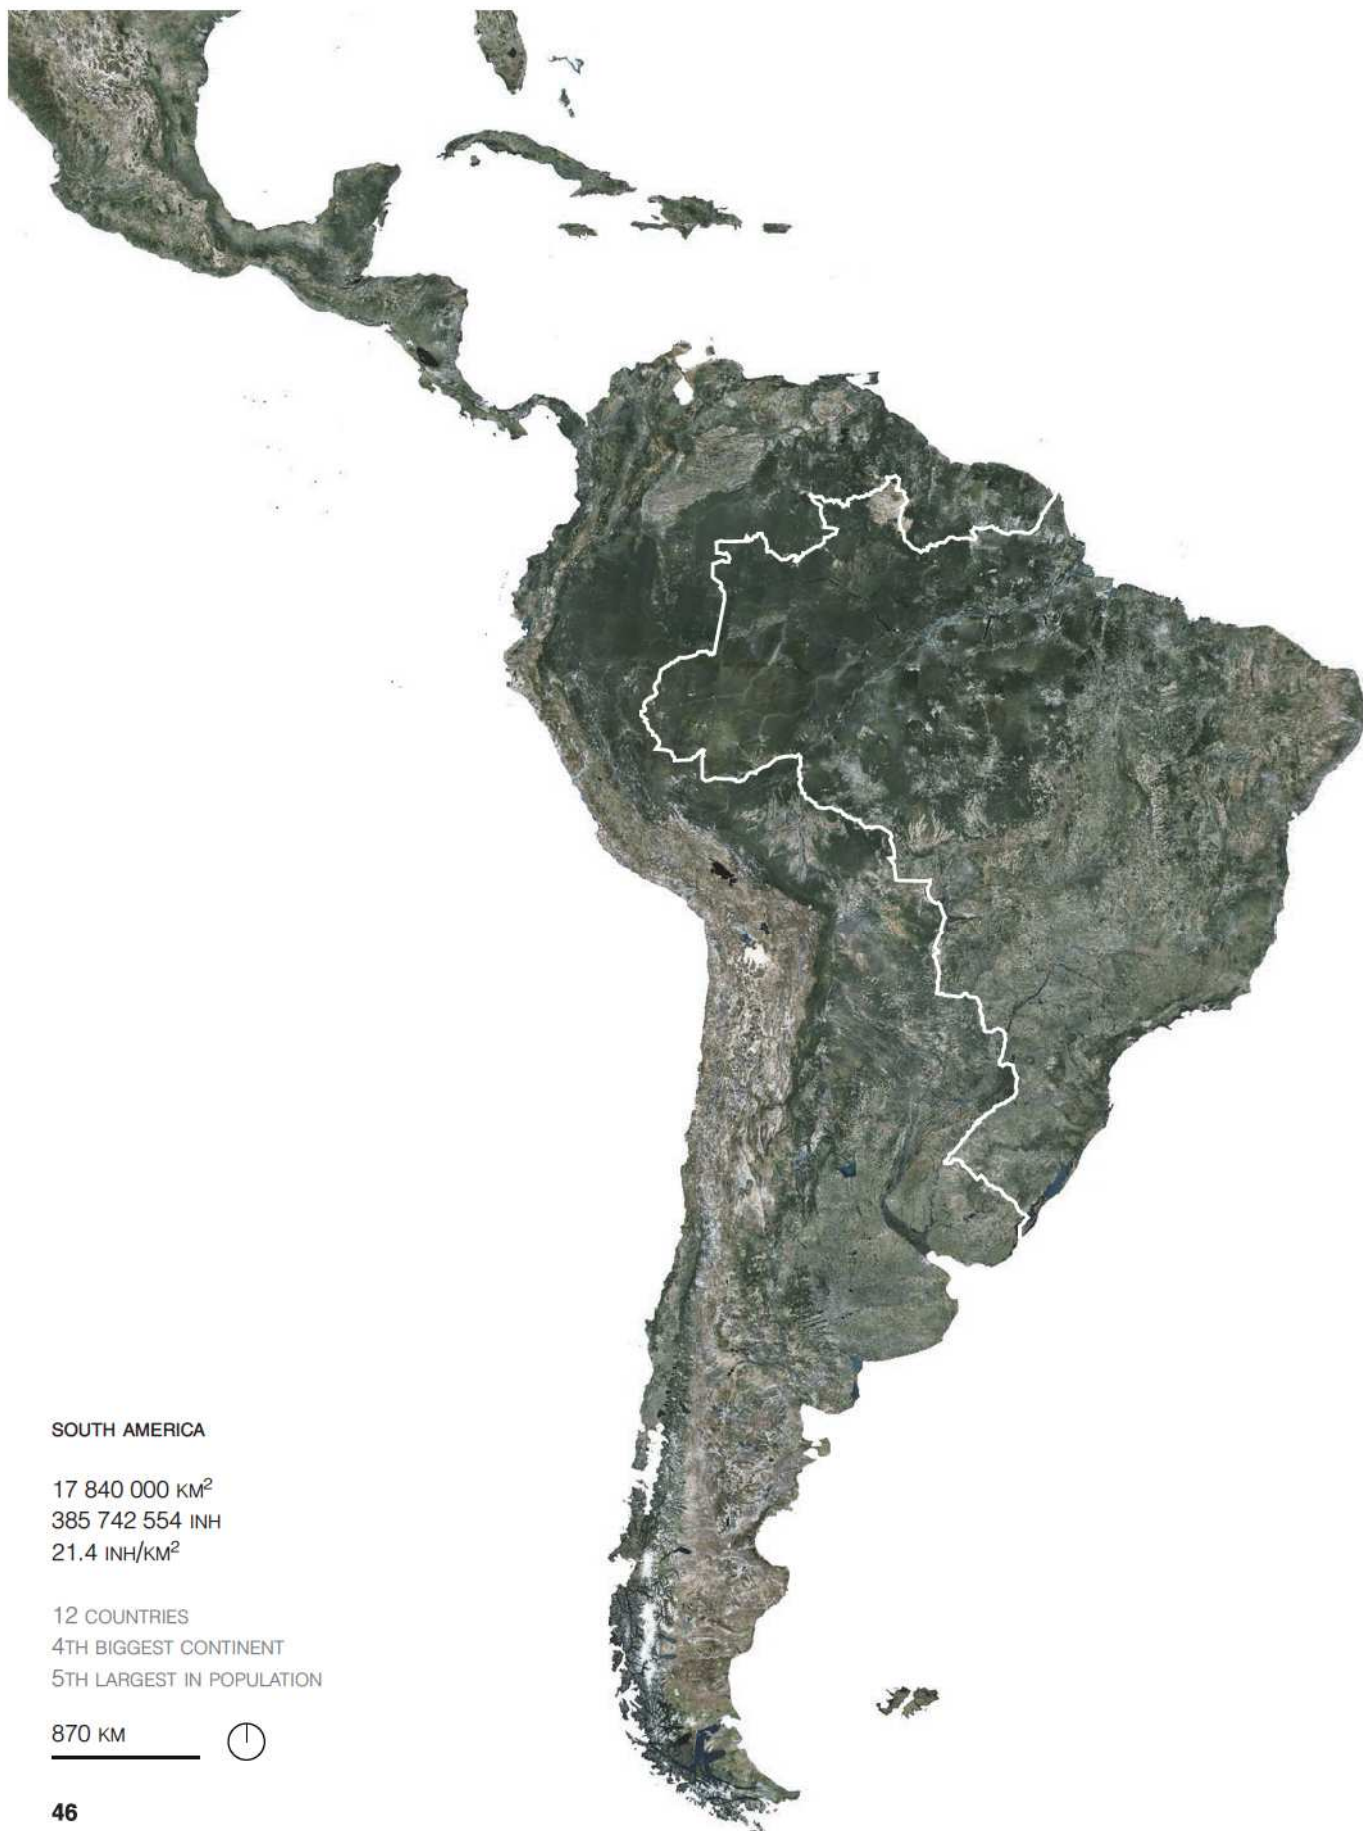 SOUTH AMERICA
17 840 000 KM²
385 742 554 INH
21.4 INH/KM²
12 COUNTRIES
4TH BIGGEST CONTINENT
5TH LARGEST IN POPULATION
870 KM
46